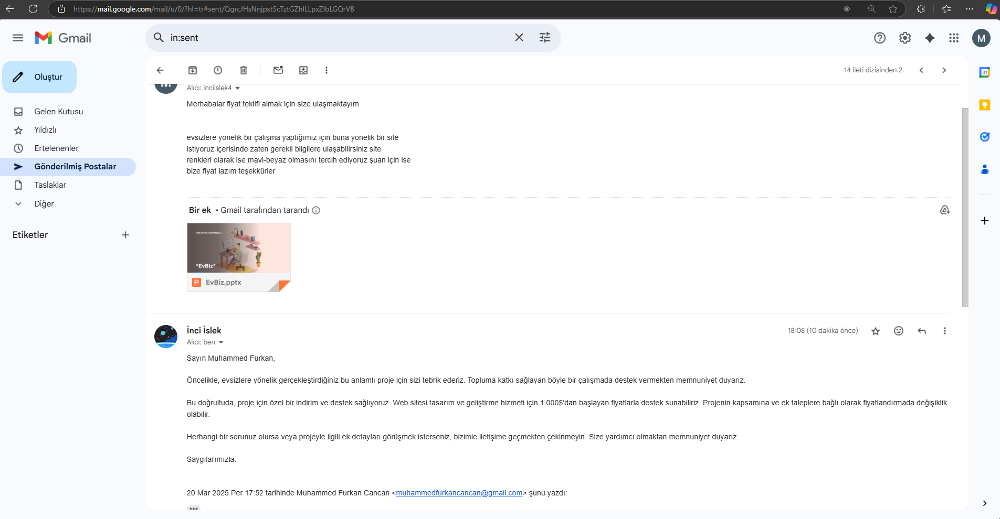 https://mail.google.com/mail/u/0/?hl=tr#sent/QgrcJHsNnjpstScTztGZhlLLpxZlbLGQrVB
Gmail
in:sent
M
Oluştur
14 ileti dizisinden 2.
31
Gelen Kutusu
Yıldızlı
Ertelenenler
Gönderilmiş Postalar
Taslaklar
Diğer
Etiketler
M
Alıcı: inciislek4
Merhabalar fiyat teklifi almak için size ulaşmaktayım
evsizlere yönelik bir çalışma yaptığımız için buna yönelik bir site
istiyoruz içerisinde zaten gerekli bilgilere ulaşabilirsiniz site
renkleri olarak ise mavi-beyaz olmasını tercih ediyoruz şuan için ise
bize fiyat lazım teşekkürler
Bir ek • Gmail tarafından tarandı
WEB SITE TASARIM MODELI
*EvBiz*
P EvBiz.pptx
İnci İslek
18:08 (10 dakika önce)
Alıcı: ben
Sayın Muhammed Furkan,
Öncelikle, evsizlere yönelik gerçekleştirdiğiniz bu anlamlı proje için sizi tebrik ederiz. Topluma katkı sağlayan böyle bir çalışmada destek vermekten memnuniyet duyarız.
Bu doğrultuda, proje için özel bir indirim ve destek sağlıyoruz. Web sitesi tasarım ve geliştirme hizmeti için 1.000$'dan başlayan fiyatlarla destek sunabiliriz. Projenin kapsamına ve ek taleplere bağlı olarak fiyatlandırmada değişiklik
olabilir.
Herhangi bir sorunuz olursa veya projeyle ilgili ek detayları görüşmek isterseniz, bizimle iletişime geçmekten çekinmeyin. Size yardımcı olmaktan memnuniyet duyarız.
Saygılarımızla.
20 Mar 2025 Per 17:52 tarihinde Muhammed Furkan Cancan <muhammedfurkancancan@gmail.com> şunu yazdı: